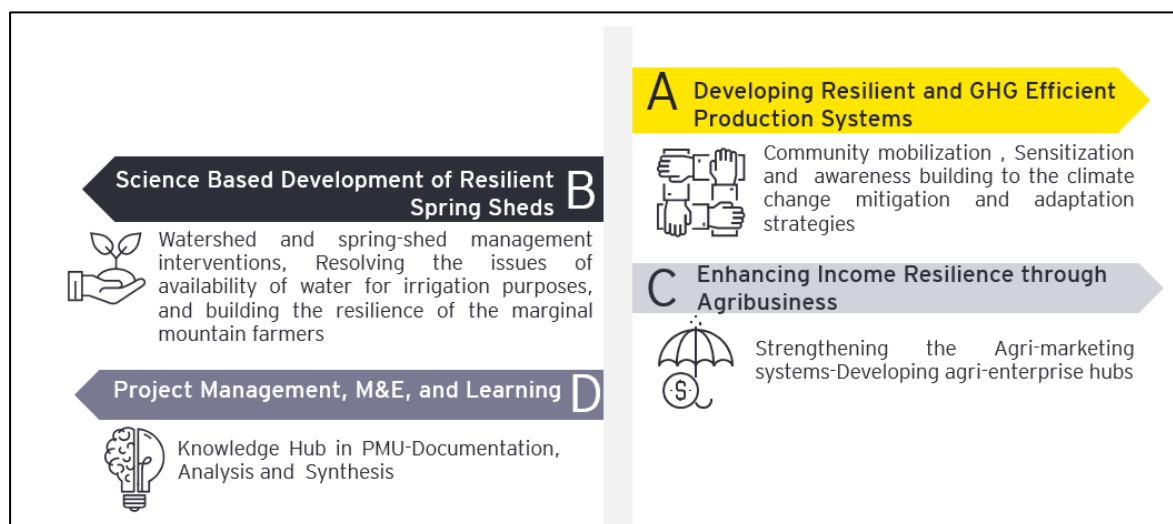 A
Developing Resilient and GHG Efficient
Production Systems
Community mobilization , Sensitization
and awareness building to the climate
change mitigation and adaptation
strategies
Science Based Development of Resilient
Spring Sheds
B
Watershed and spring-shed management
interventions, Resolving the issues of
availability of water for irrigation purposes,
and building the resilience of the marginal
mountain farmers
C
Enhancing Income Resilience through
Agribusiness
$
Strengthening the Agri-marketing
systems-Developing agri-enterprise hubs
Project Management, M&E, and Learning
D
Knowledge Hub in PMU-Documentation,
Analysis and Synthesis